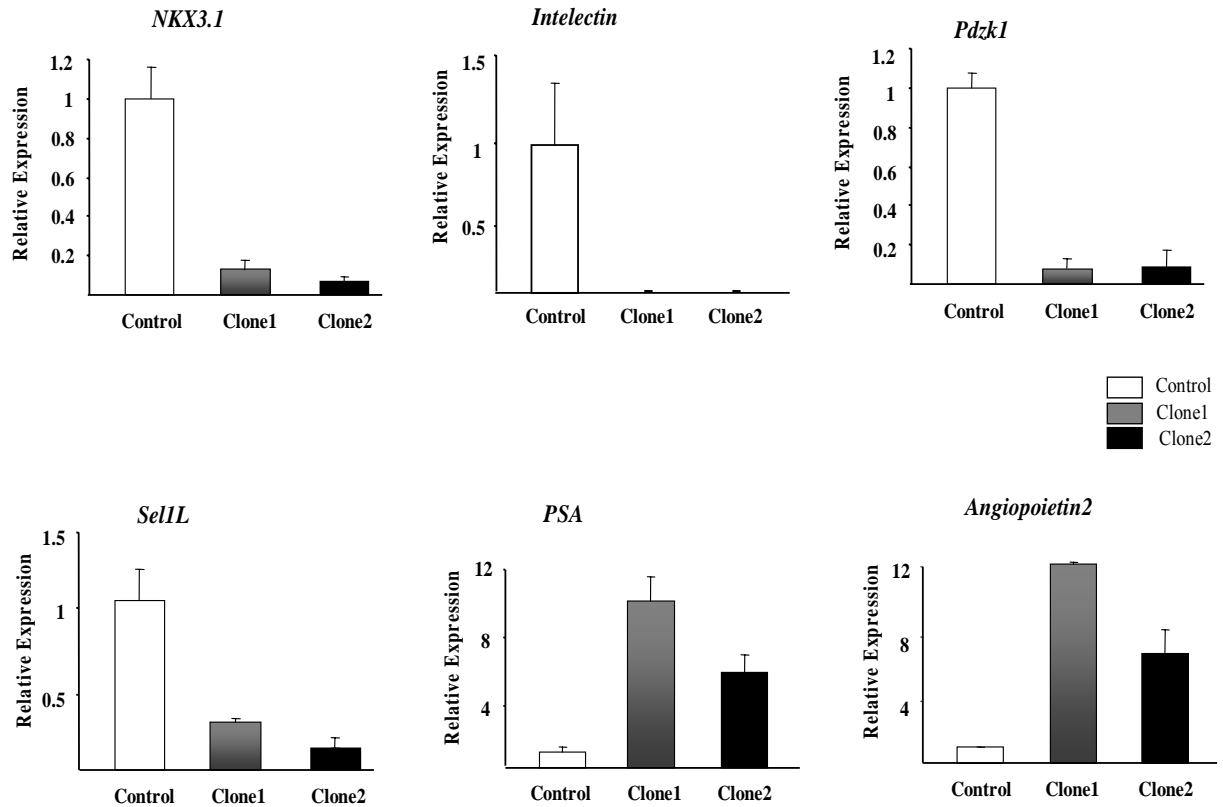 NKX3.1
Relative Expression
1.2
1
0.8
0.6
0.4
0.2
Control Clone1 Clone2
Intelectin
Relative Expression
1.5
1
0.5
Control Clone1 Clone2
Pdzk1
Relative Expression
1.2
1
0.8
0.6
0.4
0.2
Control Clone1 Clone2
Control
Clone1
Clone2
Sel1L
Relative Expression
1.5
1
0.5
Control Clone1 Clone2
PSA
Relative Expression
12
8
4
Control Clone1 Clone2
Angiopoietin2
Relative Expression
12
8
4
Control Clone1 Clone2